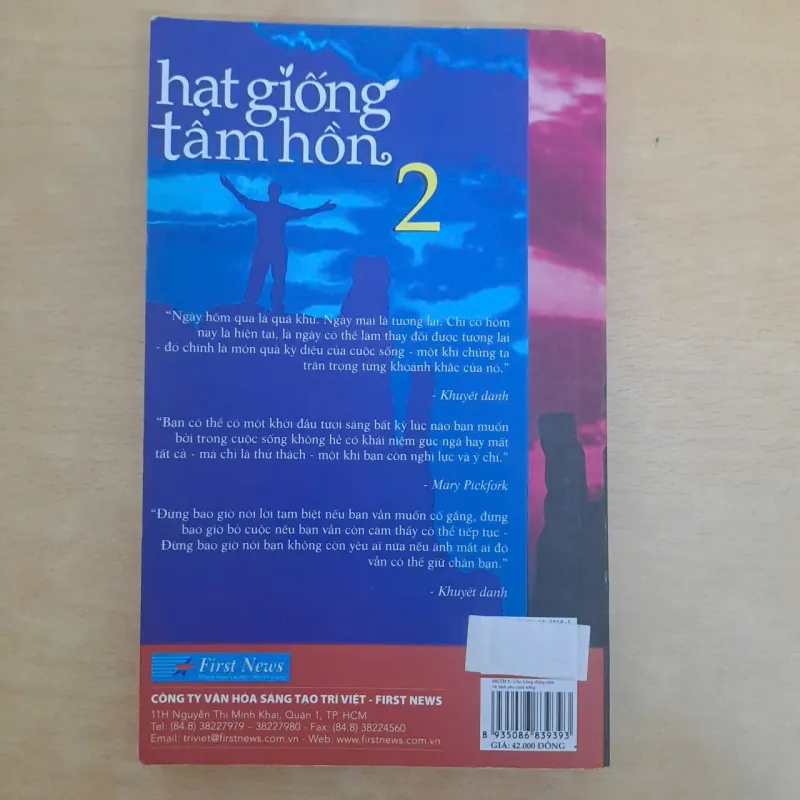 hạt giống
tâm hồn
2
“Ngày hôm qua là quá khứ. Ngày mai là tương lai. Chỉ có hôm
nay là hiện tại, là ngày có thể làm thay đổi được tương lai
- đó chính là món quà kỳ diệu của cuộc sống - một khi chúng ta
trân trọng từng khoảnh khắc của nó.”
- Khuyết danh
“Bạn có thể có một khởi đầu tươi sáng bất kỳ lúc nào bạn muốn
bởi trong cuộc sống không hề có khái niệm gục ngã hay mất
tất cả - mà chỉ là thử thách - một khi bạn còn nghị lực và ý chí.”
- Mary Pickfork
“Đừng bao giờ nói lời tạm biệt nếu bạn vẫn muốn cố gắng, đừng
bao giờ bỏ cuộc nếu bạn vẫn còn cảm thấy có thể tiếp tục -
Đừng bao giờ nói bạn không còn yêu ai nữa nếu ánh mắt ai đó
vẫn có thể giữ chân bạn.”
- Khuyết danh
First News
CÔNG TY VĂN HÓA SÁNG TẠO TRÍ VIỆT - FIRST NEWS
11H Nguyễn Thị Minh Khai, Quận 1, TP. HCM
Tel: (84.8) 38227979 - 38227980 - Fax: (84.8) 38224560
Email: triviet@firstnews.com.vn - Web: www.firstnews.com.vn
8 935086 839393
GIÁ: 42.000 ĐỒNG